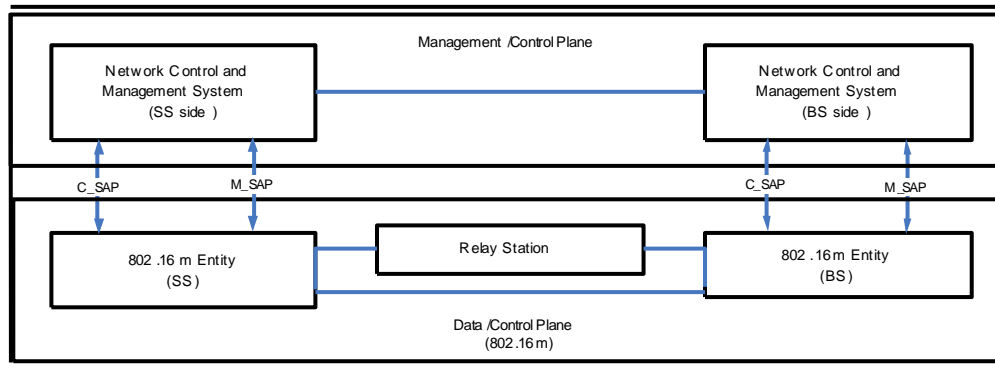 Management /Control Plane
Network Control and
Management System
(SS side )
Network Control and
Management System
(BS side )
C_SAP
M_SAP
C_SAP
M_SAP
802 .16m Entity
(SS)
Relay Station
802 .16m Entity
(BS)
Data /Control Plane
(802.16m)